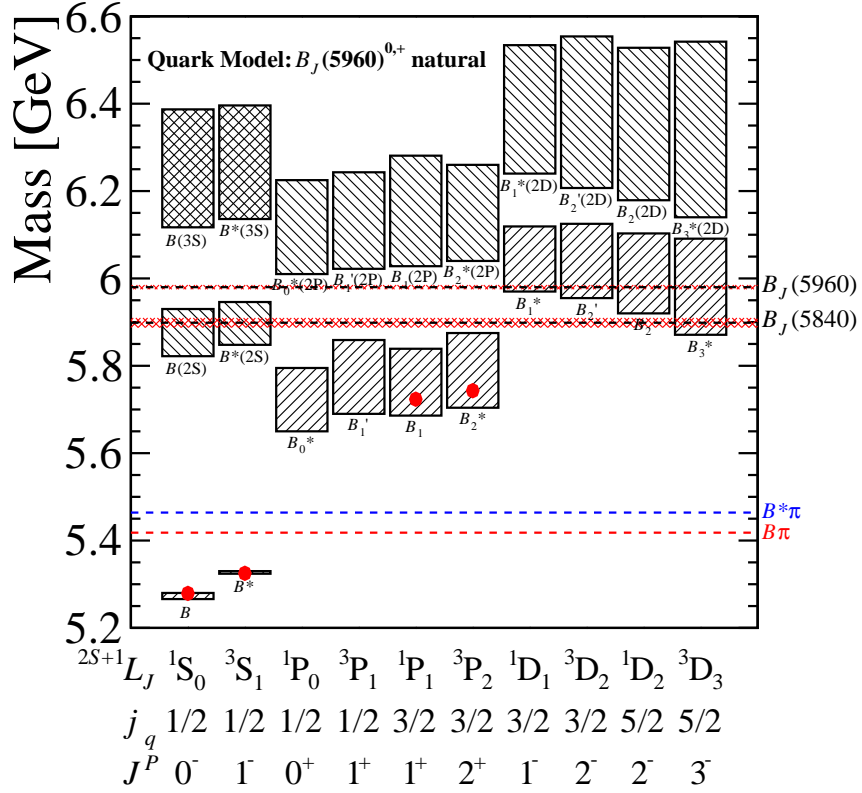 Mass [GeV]
Quark Model: B_J(5960)^{0,+} natural
6.6
6.4
6.2
6
5.8
5.6
5.4
5.2
B(3S)
B*(3S)
B_0*(2P)
B_1'(2P)
B_1(2P)
B_2*(2P)
B_1*(2D)
B_2'(2D)
B_2(2D)
B_3*(2D)
B_J(5960)
B_J(5840)
B(2S)
B*(2S)
B_0*
B_1'
B_1
B_2*
B_1*
B_2'
B_2
B_3*
B*π
Bπ
B
B*
^{2S+1}L_J ^1S_0 ^3S_1 ^1P_0 ^3P_1 ^1P_1 ^3P_2 ^1D_1 ^3D_2 ^1D_2 ^3D_3
j_q 1/2 1/2 1/2 1/2 3/2 3/2 3/2 3/2 5/2 5/2
J^P 0^- 1^- 0^+ 1^+ 1^+ 2^+ 1^- 2^- 2^- 3^-